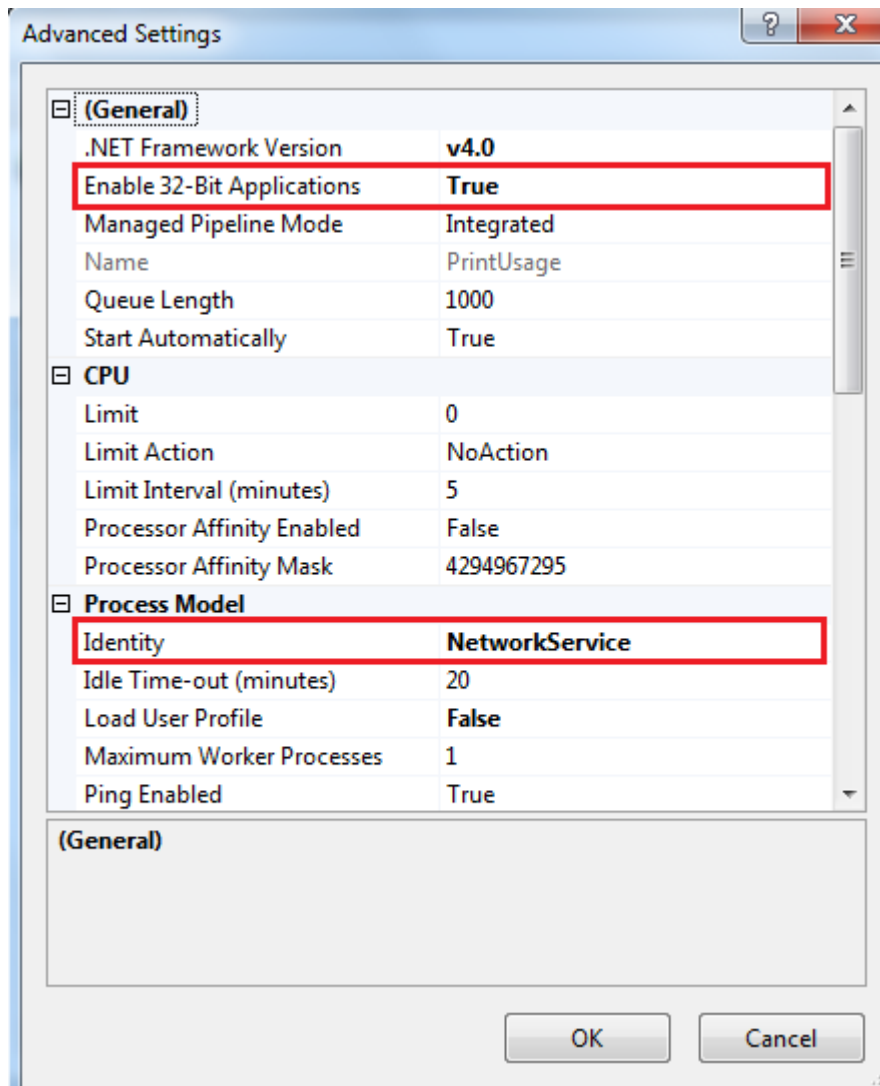 Advanced Settings
(General)
.NET Framework Version v4.0
Enable 32-Bit Applications True
Managed Pipeline Mode Integrated
Name PrintUsage
Queue Length 1000
Start Automatically True
CPU
Limit 0
Limit Action NoAction
Limit Interval (minutes) 5
Processor Affinity Enabled False
Processor Affinity Mask 4294967295
Process Model
Identity NetworkService
Idle Time-out (minutes) 20
Load User Profile False
Maximum Worker Processes 1
Ping Enabled True
(General)
OK Cancel